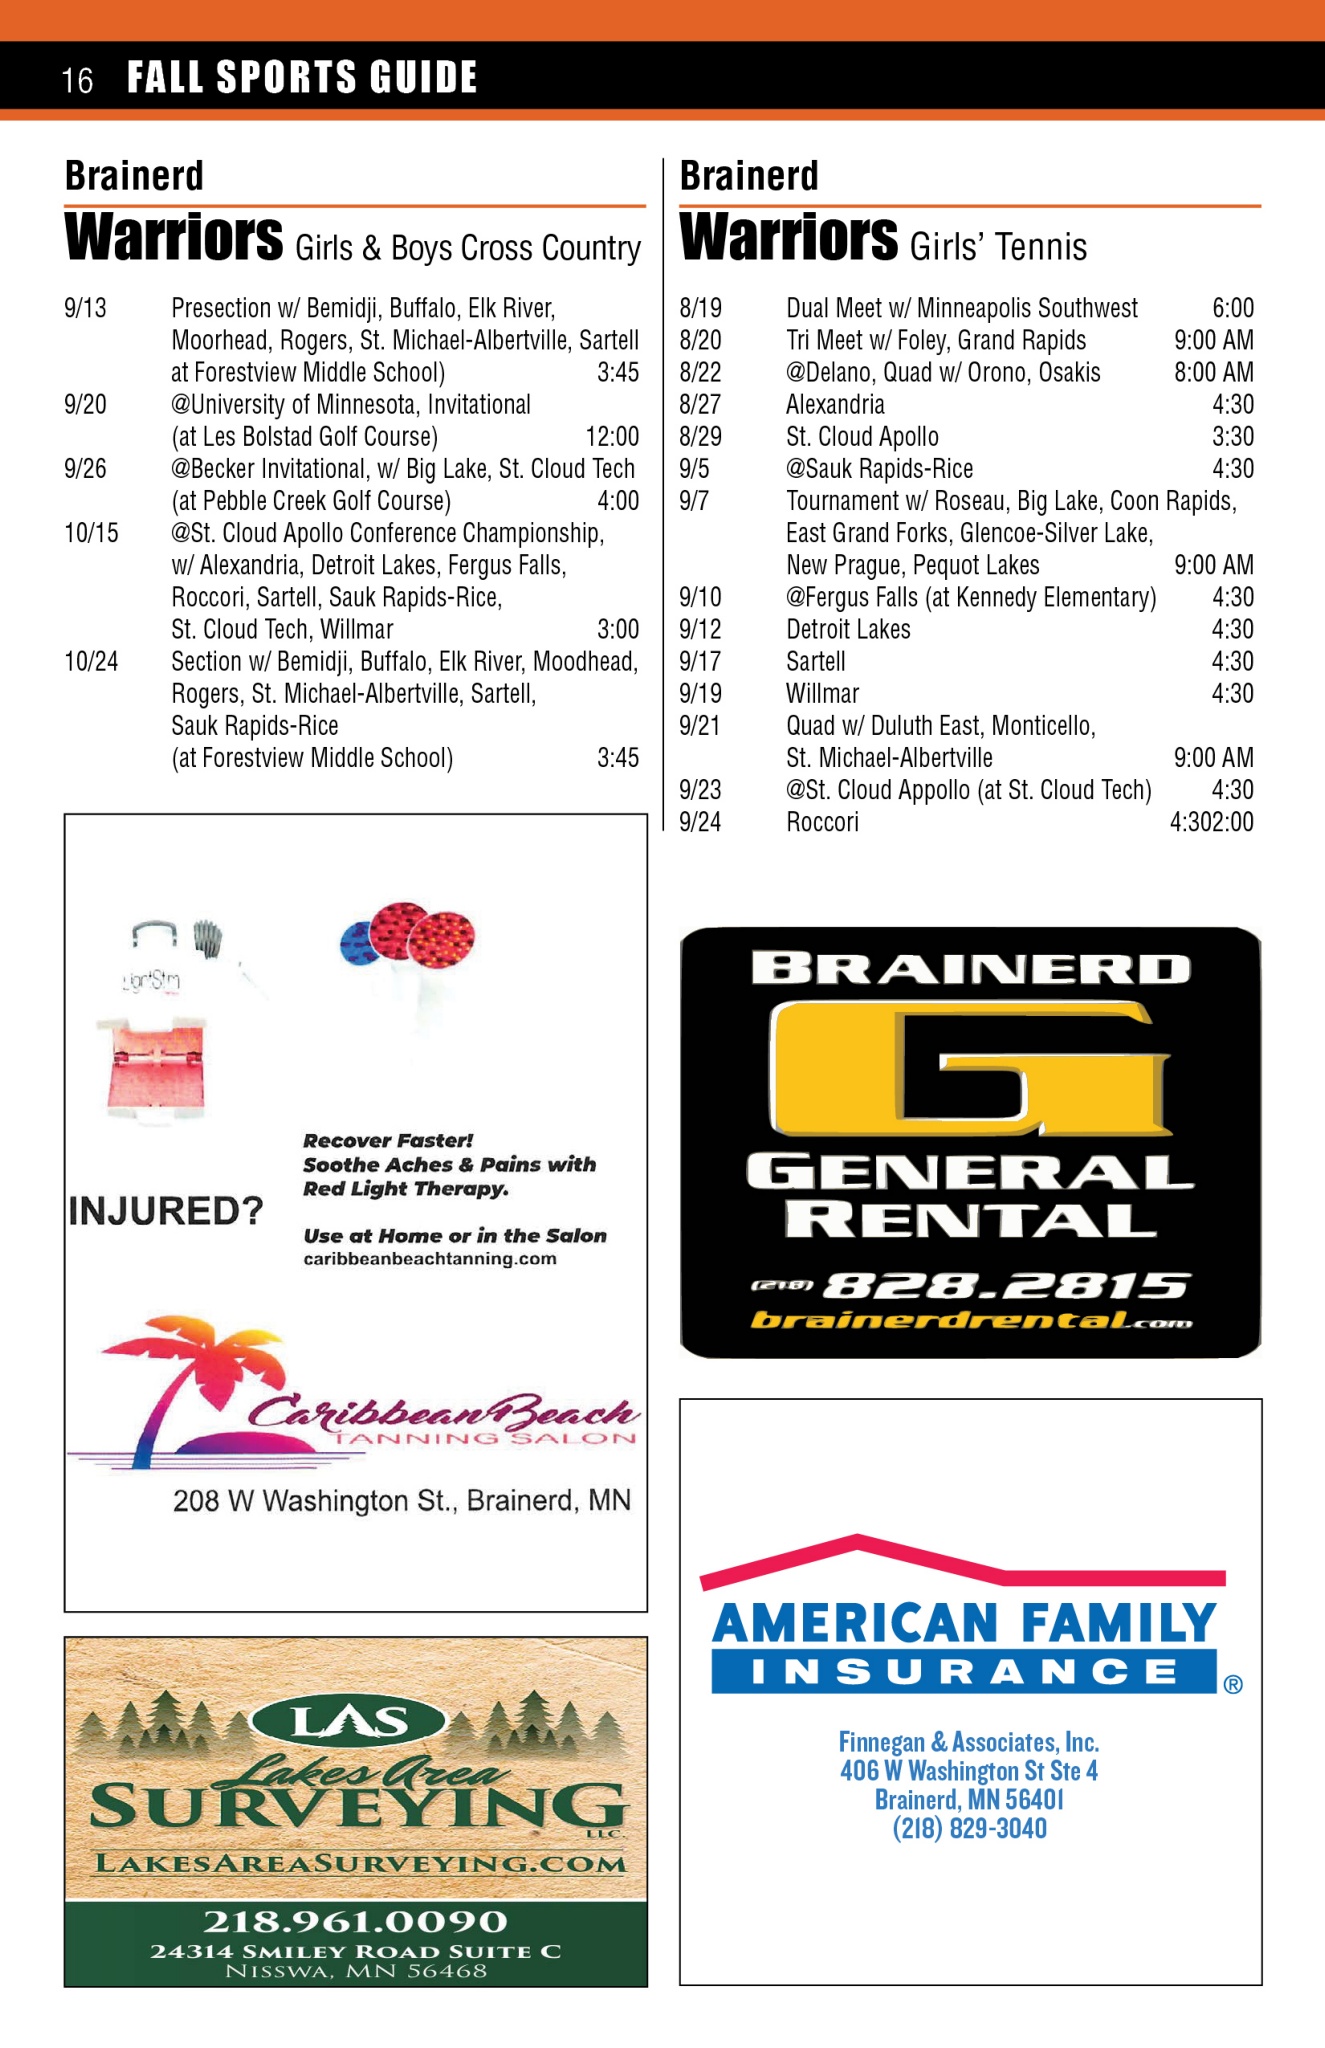 16 FALL SPORTS GUIDE
Brainerd
Warriors Girls & Boys Cross Country
9/13 Presection w/ Bemidji, Buffalo, Elk River,
Moorhead, Rogers, St. Michael-Albertville, Sartell
at Forestview Middle School) 3:45
9/20 @University of Minnesota, Invitational
(at Les Bolstad Golf Course) 12:00
9/26 @Becker Invitational, w/ Big Lake, St. Cloud Tech
(at Pebble Creek Golf Course) 4:00
10/15 @St. Cloud Apollo Conference Championship,
w/ Alexandria, Detroit Lakes, Fergus Falls,
Roccori, Sartell, Sauk Rapids-Rice,
St. Cloud Tech, Willmar 3:00
10/24 Section w/ Bemidji, Buffalo, Elk River, Moodhead,
Rogers, St. Michael-Albertville, Sartell,
Sauk Rapids-Rice
(at Forestview Middle School) 3:45
Brainerd
Warriors Girls' Tennis
8/19 Dual Meet w/ Minneapolis Southwest 6:00
8/20 Tri Meet w/ Foley, Grand Rapids 9:00 AM
8/22 @Delano, Quad w/ Orono, Osakis 8:00 AM
8/27 Alexandria 4:30
8/29 St. Cloud Apollo 3:30
9/5 @Sauk Rapids-Rice 4:30
9/7 Tournament w/ Roseau, Big Lake, Coon Rapids,
East Grand Forks, Glencoe-Silver Lake,
New Prague, Pequot Lakes 9:00 AM
9/10 @Fergus Falls (at Kennedy Elementary) 4:30
9/12 Detroit Lakes 4:30
9/17 Sartell 4:30
9/19 Willmar 4:30
9/21 Quad w/ Duluth East, Monticello,
St. Michael-Albertville 9:00 AM
9/23 @St. Cloud Appollo (at St. Cloud Tech) 4:30
9/24 Roccori 4:302:00
Recover Faster!
Soothe Aches & Pains with
Red Light Therapy.
INJURED?
Use at Home or in the Salon
caribbeanbeachtanning.com
Caribbean Beach
TANNING SALON
208 W Washington St., Brainerd, MN
LAS
Lakes Area
SURVEYING
LLC.
LAKESAREASURVEYING.COM
218.961.0090
24314 SMILEY ROAD SUITE C
NISSWA, MN 56468
BRAINERD
G
GENERAL
RENTAL
(218) 828.2815
brainerdrental.com
AMERICAN FAMILY
INSURANCE ®
Finnegan & Associates, Inc.
406 W Washington St Ste 4
Brainerd, MN 56401
(218) 829-3040